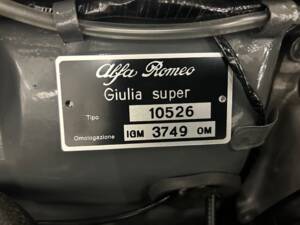 Alfa Romeo
Giulia super
Tipo 10526
Omologazione IGM 3749 OM